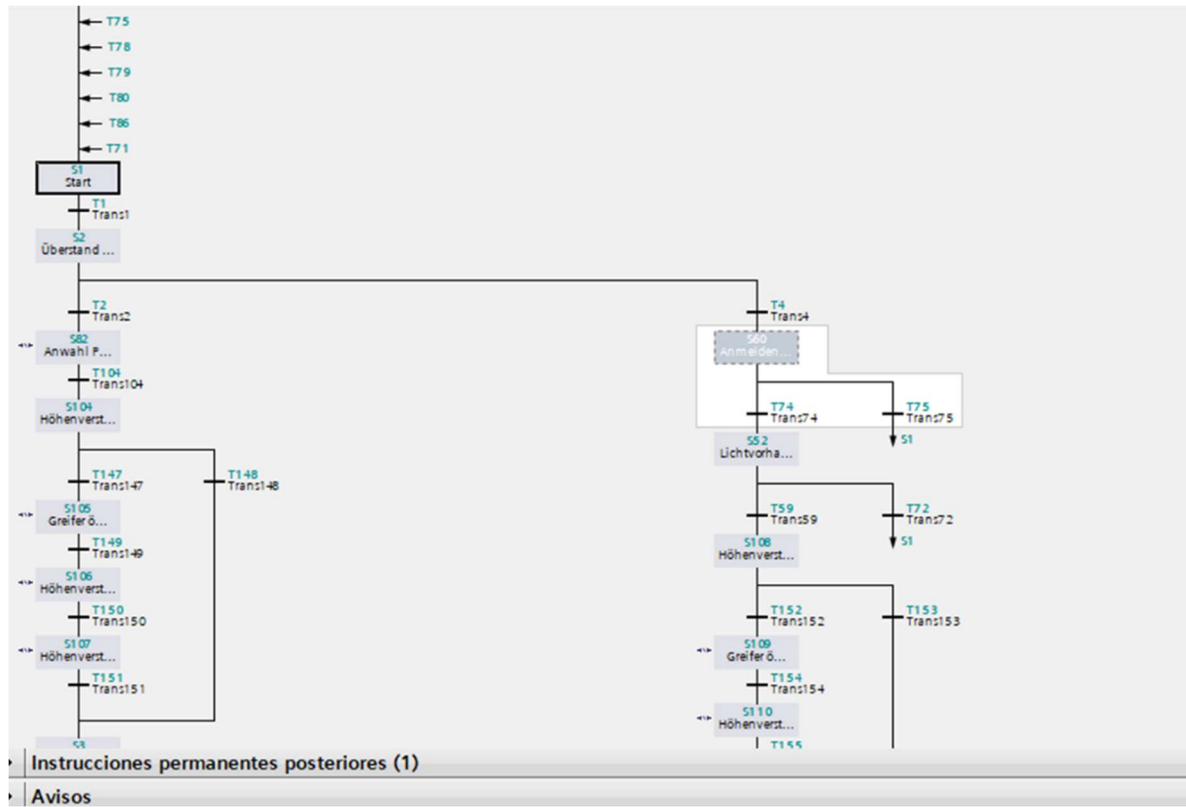 T75
T78
T79
T80
T86
T71
S1
Start
T1
Trans1
S2
Überstand ...
T2
Trans2
T4
Trans4
S82
Anwahl P...
S60
Anmelden...
T104
Trans104
T74
Trans74
T75
Trans75
S104
Höhenverst...
S1
S52
Lichtvorha...
T147
Trans147
T148
Trans148
T59
Trans59
T72
Trans72
S105
Greifer ö...
S1
T149
Trans149
S108
Höhenverst...
S106
Höhenverst...
T150
Trans150
T152
Trans152
T153
Trans153
S107
Höhenverst...
S109
Greifer ö...
T151
Trans151
T154
Trans154
S110
Höhenverst...
S3
T155
Instrucciones permanentes posteriores (1)
Avisos